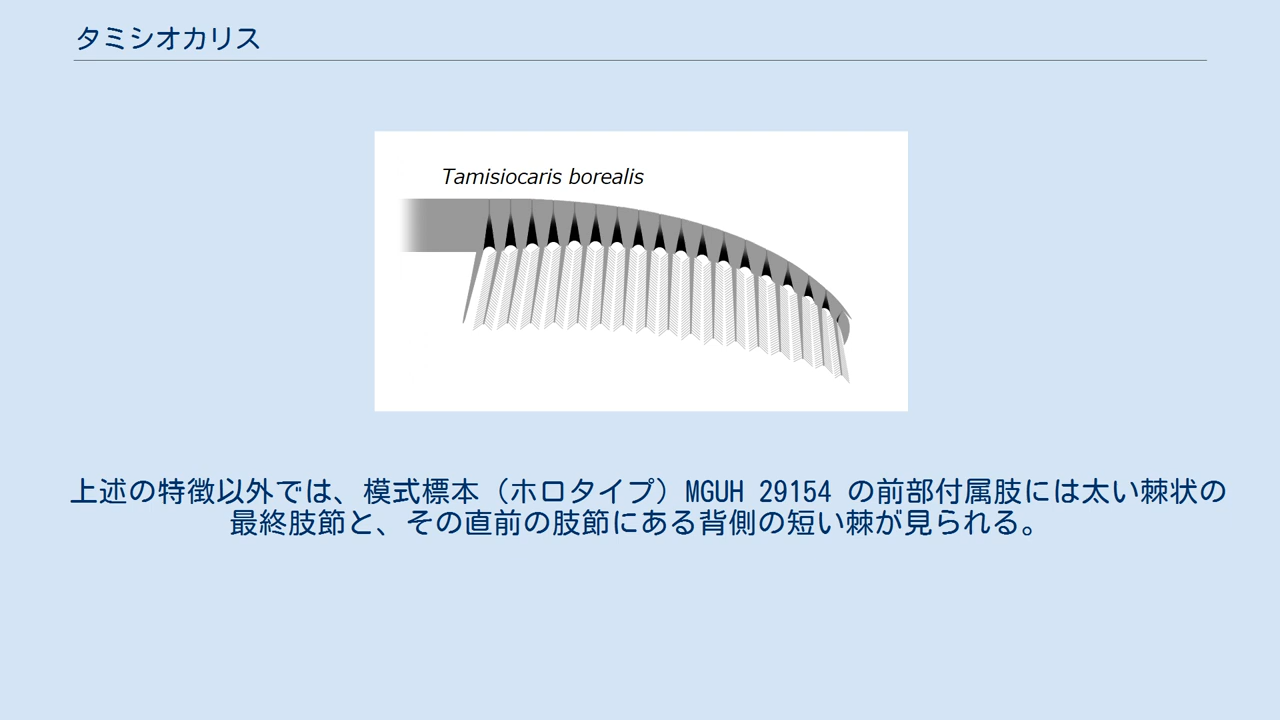 タミシオカリス
Tamisiocaris borealis
上述の特徴以外では、模式標本（ホロタイプ）MGUH 29154 の前部付属肢には太い棘状の
最終肢節と、その直前の肢節にある背側の短い棘が見られる。